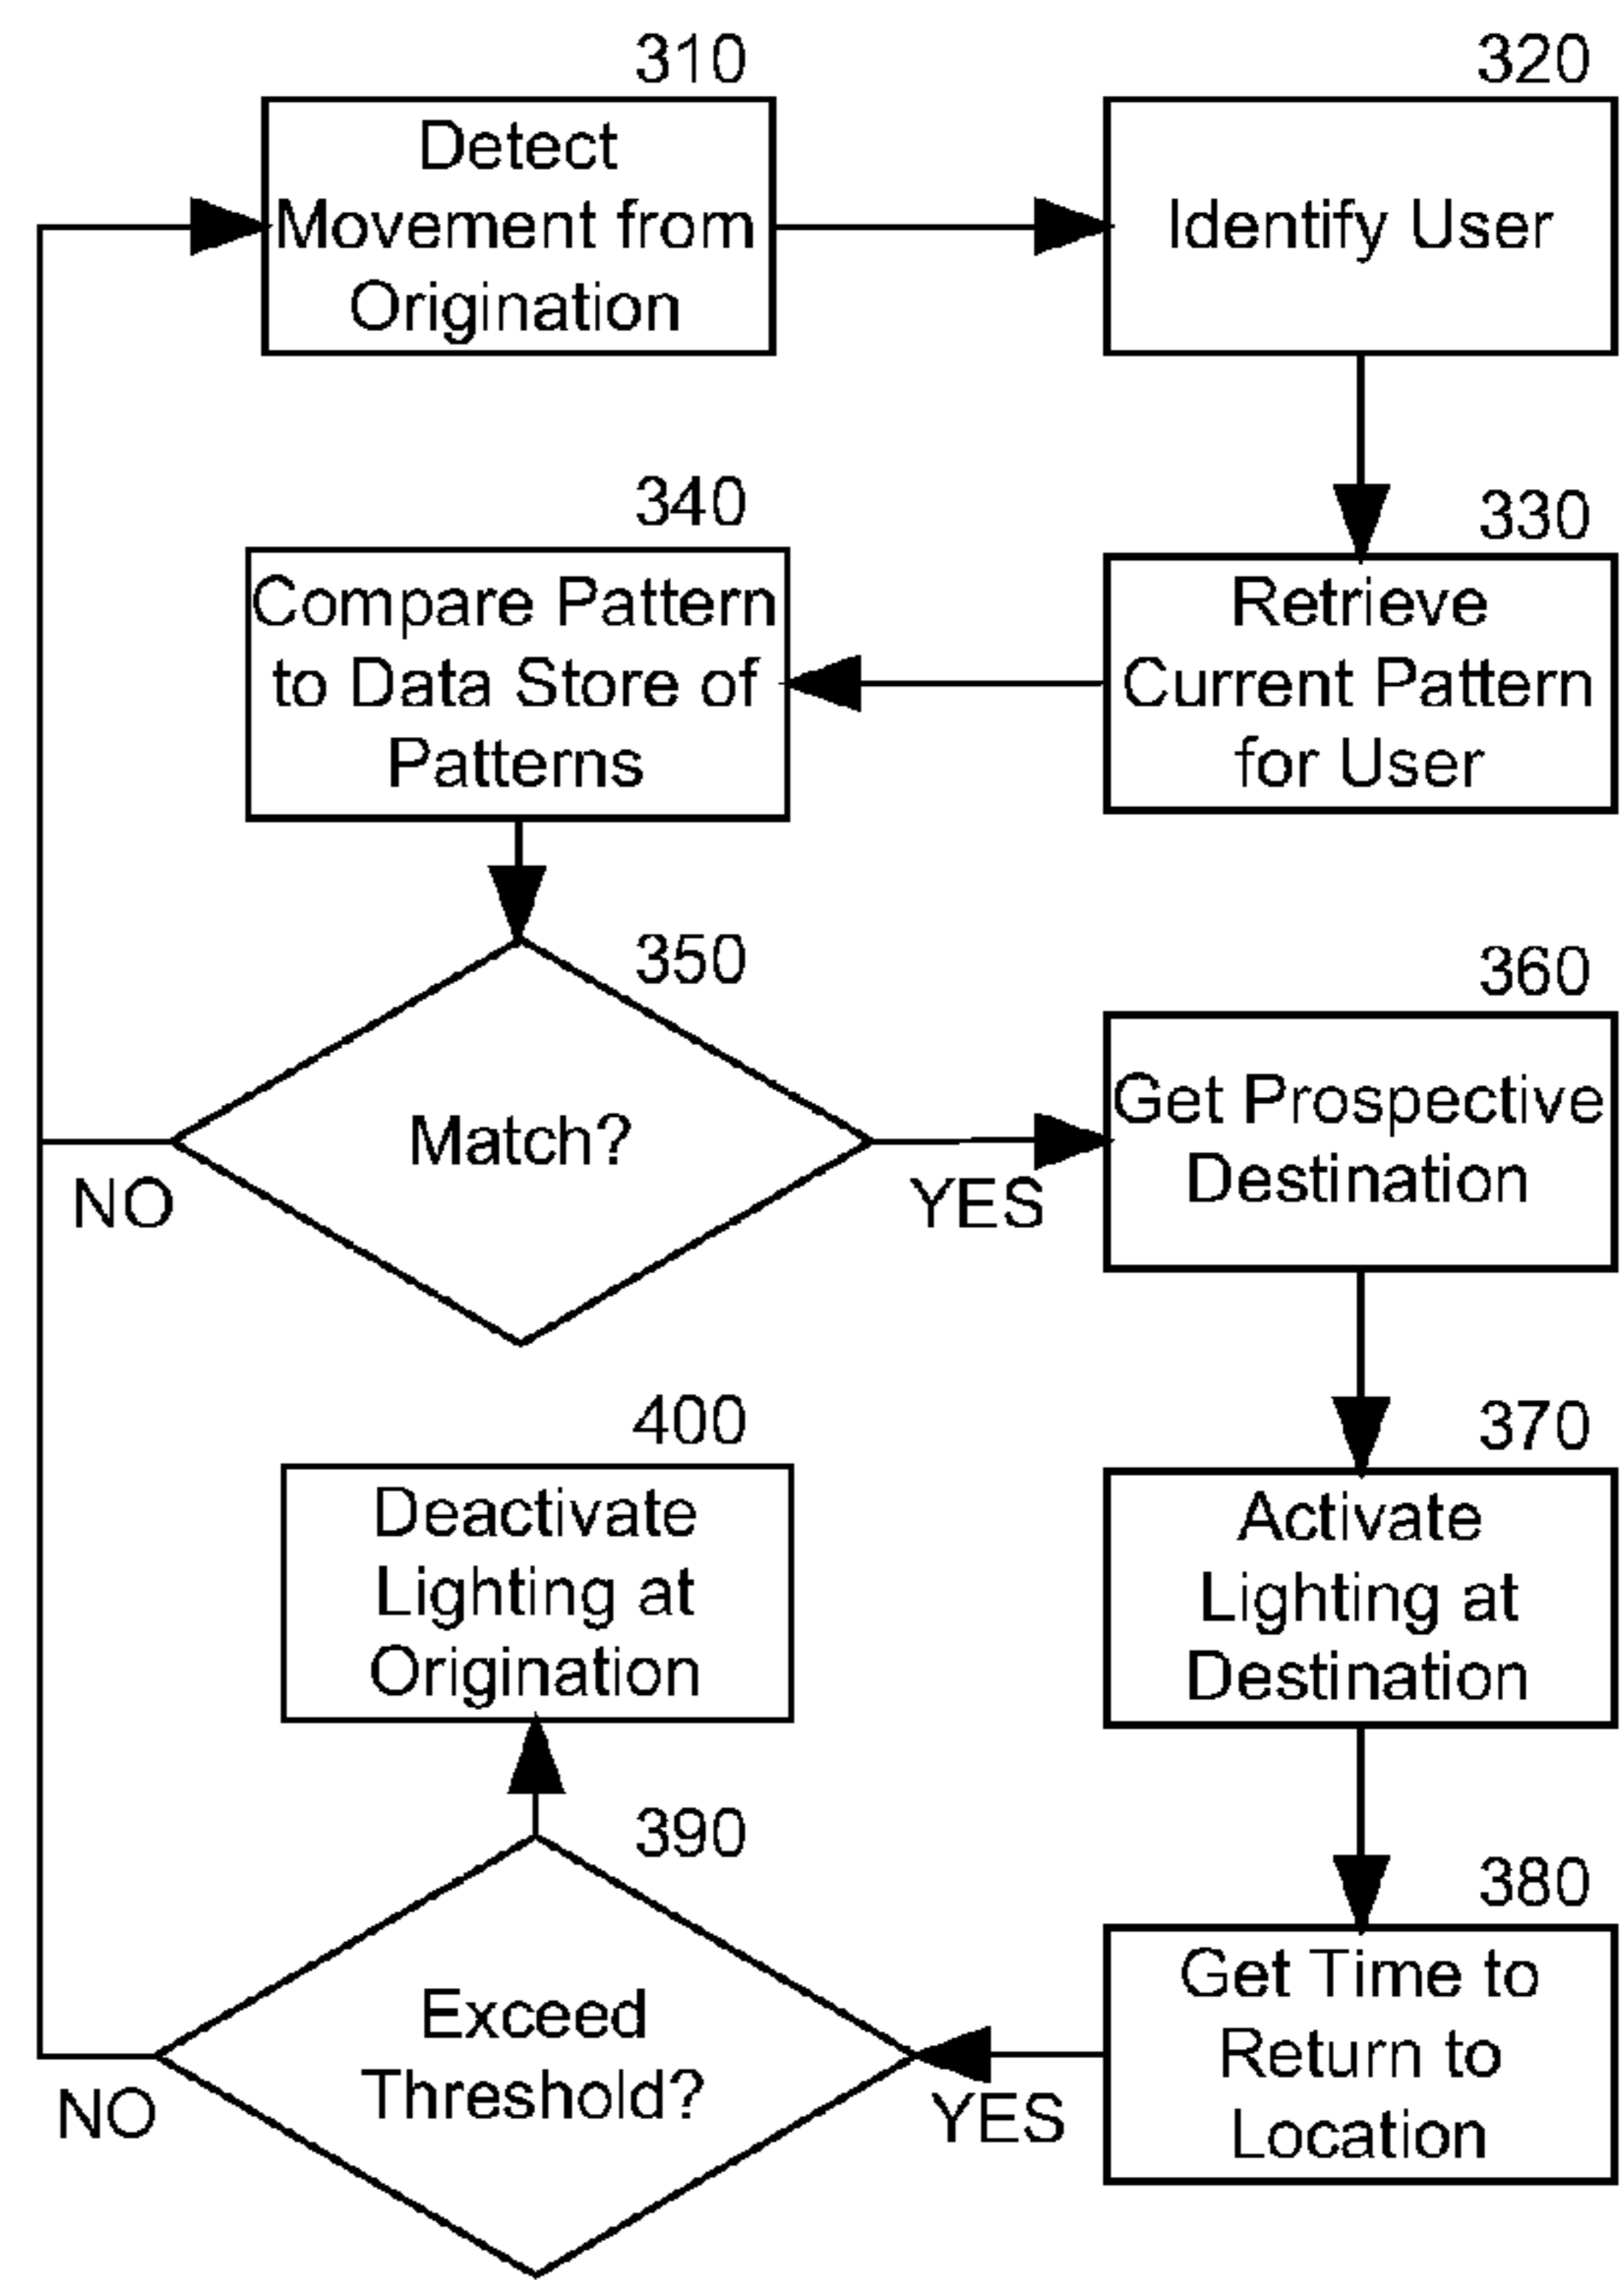 310
Detect
Movement from
Origination
320
Identify User
330
Retrieve
Current Pattern
for User
340
Compare Pattern
to Data Store of
Patterns
350
Match?
NO
YES
360
Get Prospective
Destination
370
Activate
Lighting at
Destination
380
Get Time to
Return to
Location
390
Exceed
Threshold?
NO
YES
400
Deactivate
Lighting at
Origination